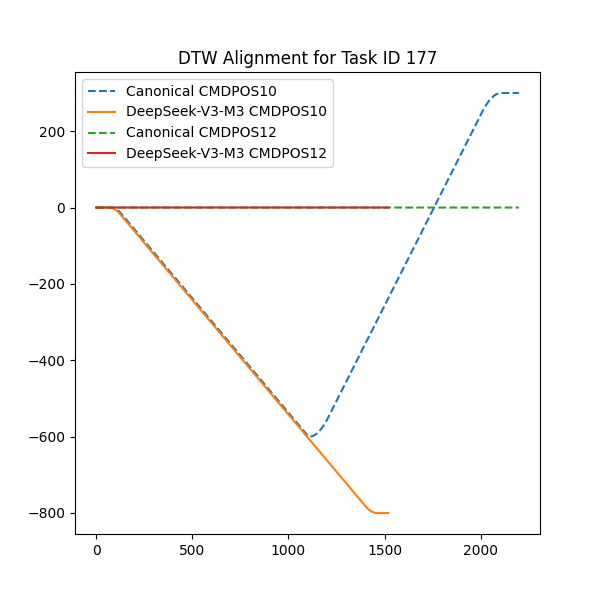 DTW Alignment for Task ID 177
Canonical CMDPOS10
DeepSeek-V3-M3 CMDPOS10
Canonical CMDPOS12
DeepSeek-V3-M3 CMDPOS12
200
0
−200
−400
−600
−800
0 500 1000 1500 2000